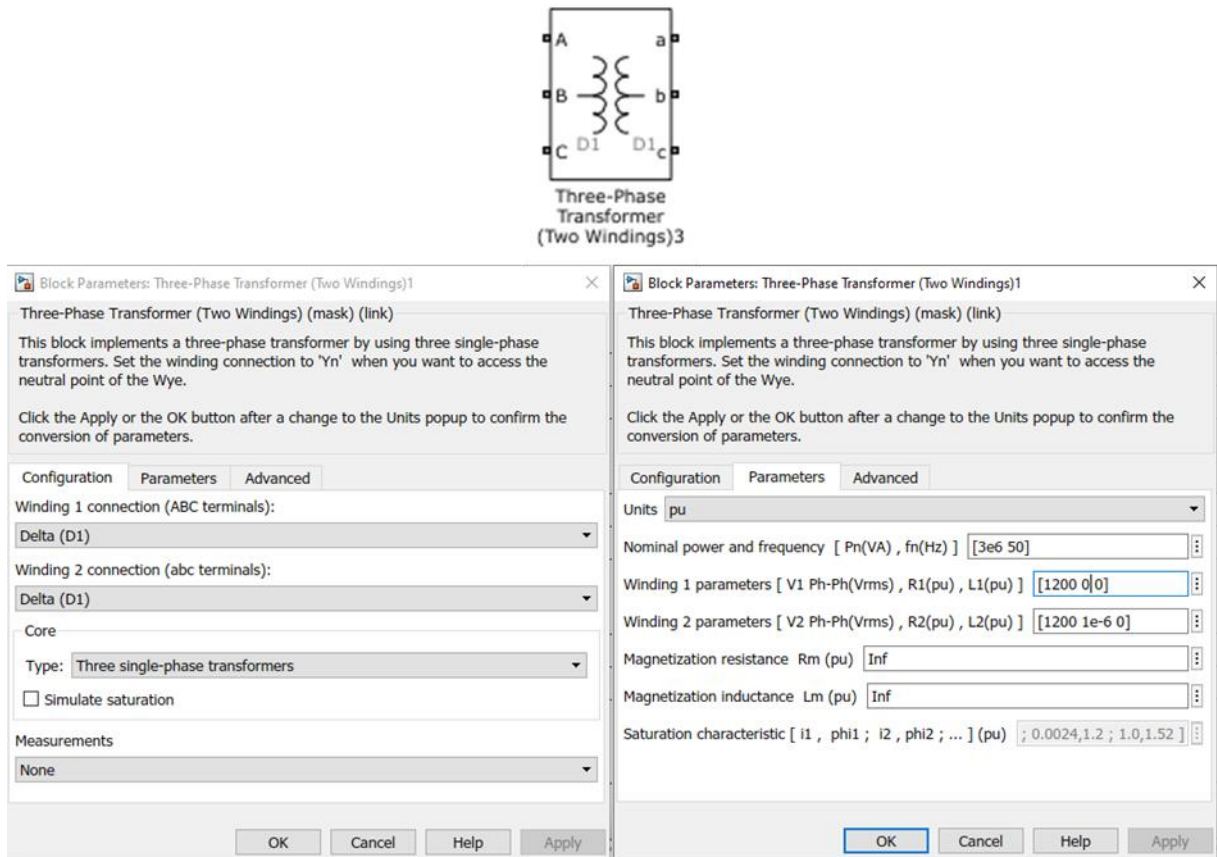 A a
B b
C D1 D1 c
Three-Phase
Transformer
(Two Windings)3
Block Parameters: Three-Phase Transformer (Two Windings)1
Three-Phase Transformer (Two Windings) (mask) (link)
This block implements a three-phase transformer by using three single-phase
transformers. Set the winding connection to 'Yn' when you want to access the
neutral point of the Wye.
Click the Apply or the OK button after a change to the Units popup to confirm the
conversion of parameters.
Configuration Parameters Advanced
Winding 1 connection (ABC terminals):
Delta (D1)
Winding 2 connection (abc terminals):
Delta (D1)
Core
Type: Three single-phase transformers
Simulate saturation
Measurements
None
OK Cancel Help Apply
Block Parameters: Three-Phase Transformer (Two Windings)1
Three-Phase Transformer (Two Windings) (mask) (link)
This block implements a three-phase transformer by using three single-phase
transformers. Set the winding connection to 'Yn' when you want to access the
neutral point of the Wye.
Click the Apply or the OK button after a change to the Units popup to confirm the
conversion of parameters.
Configuration Parameters Advanced
Units pu
Nominal power and frequency [ Pn(VA) , fn(Hz) ] [3e6 50]
Winding 1 parameters [ V1 Ph-Ph(Vrms) , R1(pu) , L1(pu) ] [1200 0 0]
Winding 2 parameters [ V2 Ph-Ph(Vrms) , R2(pu) , L2(pu) ] [1200 1e-6 0]
Magnetization resistance Rm (pu) Inf
Magnetization inductance Lm (pu) Inf
Saturation characteristic [ i1 , phi1 ; i2 , phi2 ; ... ] (pu) ; 0.0024,1.2 ; 1.0,1.52 ]
OK Cancel Help Apply